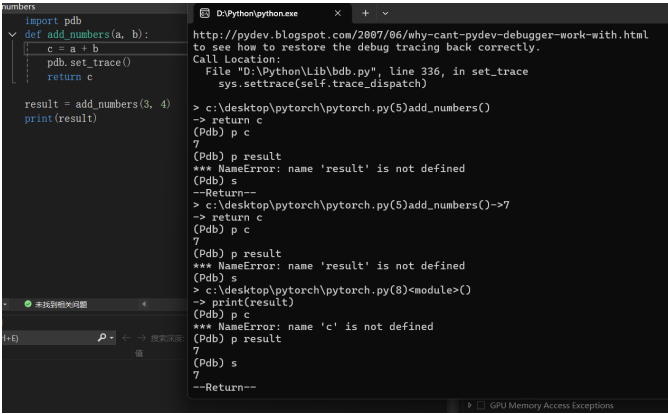 numbers
import pdb
def add_numbers(a, b):
c = a + b
pdb.set_trace()
return c
result = add_numbers(3, 4)
print(result)
未找到相关问题
l+E)
搜索深度:
值
D:\Python\python.exe
http://pydev.blogspot.com/2007/06/why-cant-pydev-debugger-work-with.html
to see how to restore the debug tracing back correctly.
Call Location:
File "D:\Python\Lib\bdb.py", line 336, in set_trace
sys.settrace(self.trace_dispatch)
> c:\desktop\pytorch\pytorch.py(5)add_numbers()
-> return c
(Pdb) p c
7
(Pdb) p result
*** NameError: name 'result' is not defined
(Pdb) s
--Return--
> c:\desktop\pytorch\pytorch.py(5)add_numbers()->7
-> return c
(Pdb) p c
7
(Pdb) p result
*** NameError: name 'result' is not defined
(Pdb) s
> c:\desktop\pytorch\pytorch.py(8)<module>()
-> print(result)
(Pdb) p c
*** NameError: name 'c' is not defined
(Pdb) p result
7
(Pdb) s
7
--Return--
GPU Memory Access Exceptions